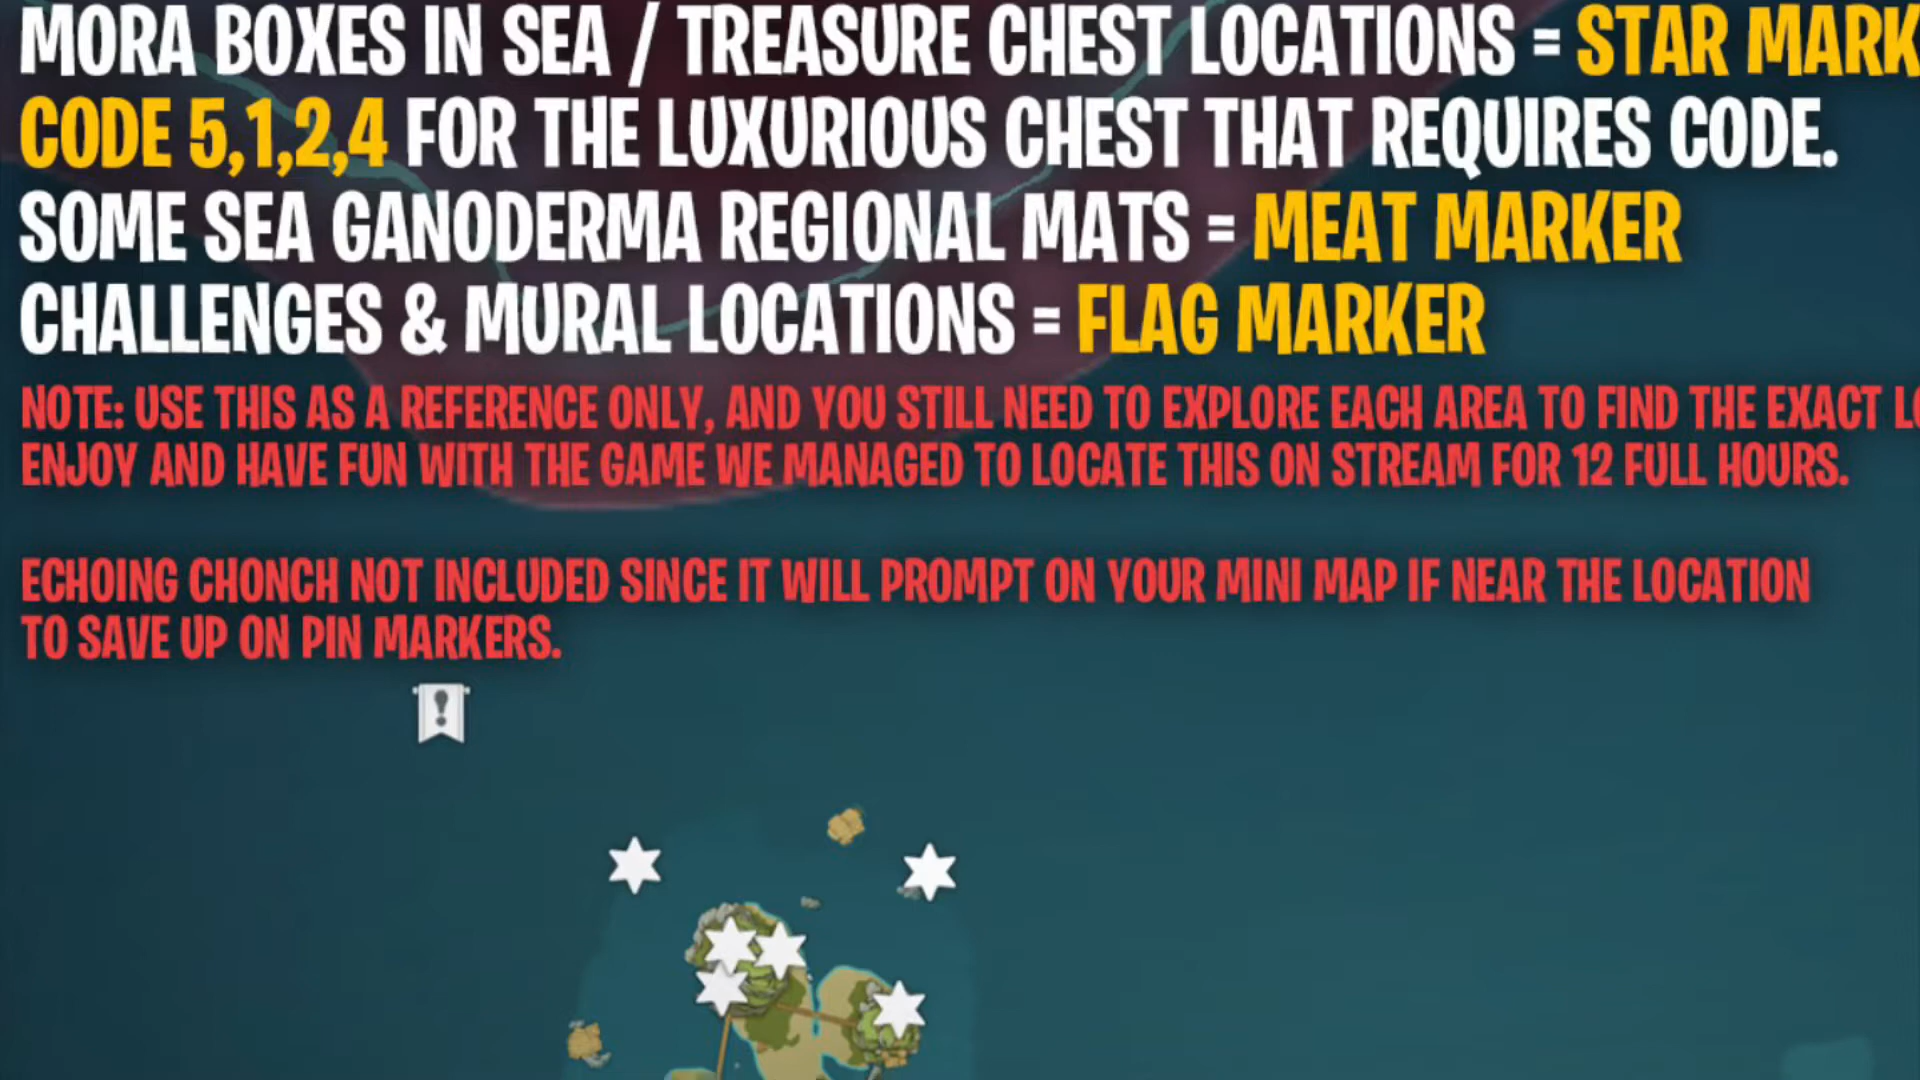 MORA BOXES IN SEA / TREASURE CHEST LOCATIONS = STAR MARK
CODE 5,1,2,4 FOR THE LUXURIOUS CHEST THAT REQUIRES CODE.
SOME SEA GANODERMA REGIONAL MATS = MEAT MARKER
CHALLENGES & MURAL LOCATIONS = FLAG MARKER
NOTE: USE THIS AS A REFERENCE ONLY, AND YOU STILL NEED TO EXPLORE EACH AREA TO FIND THE EXACT
ENJOY AND HAVE FUN WITH THE GAME WE MANAGED TO LOCATE THIS ON STREAM FOR 12 FULL HOURS.
ECHOING CHONCH NOT INCLUDED SINCE IT WILL PROMPT ON YOUR MINI MAP IF NEAR THE LOCATION
TO SAVE UP ON PIN MARKERS.